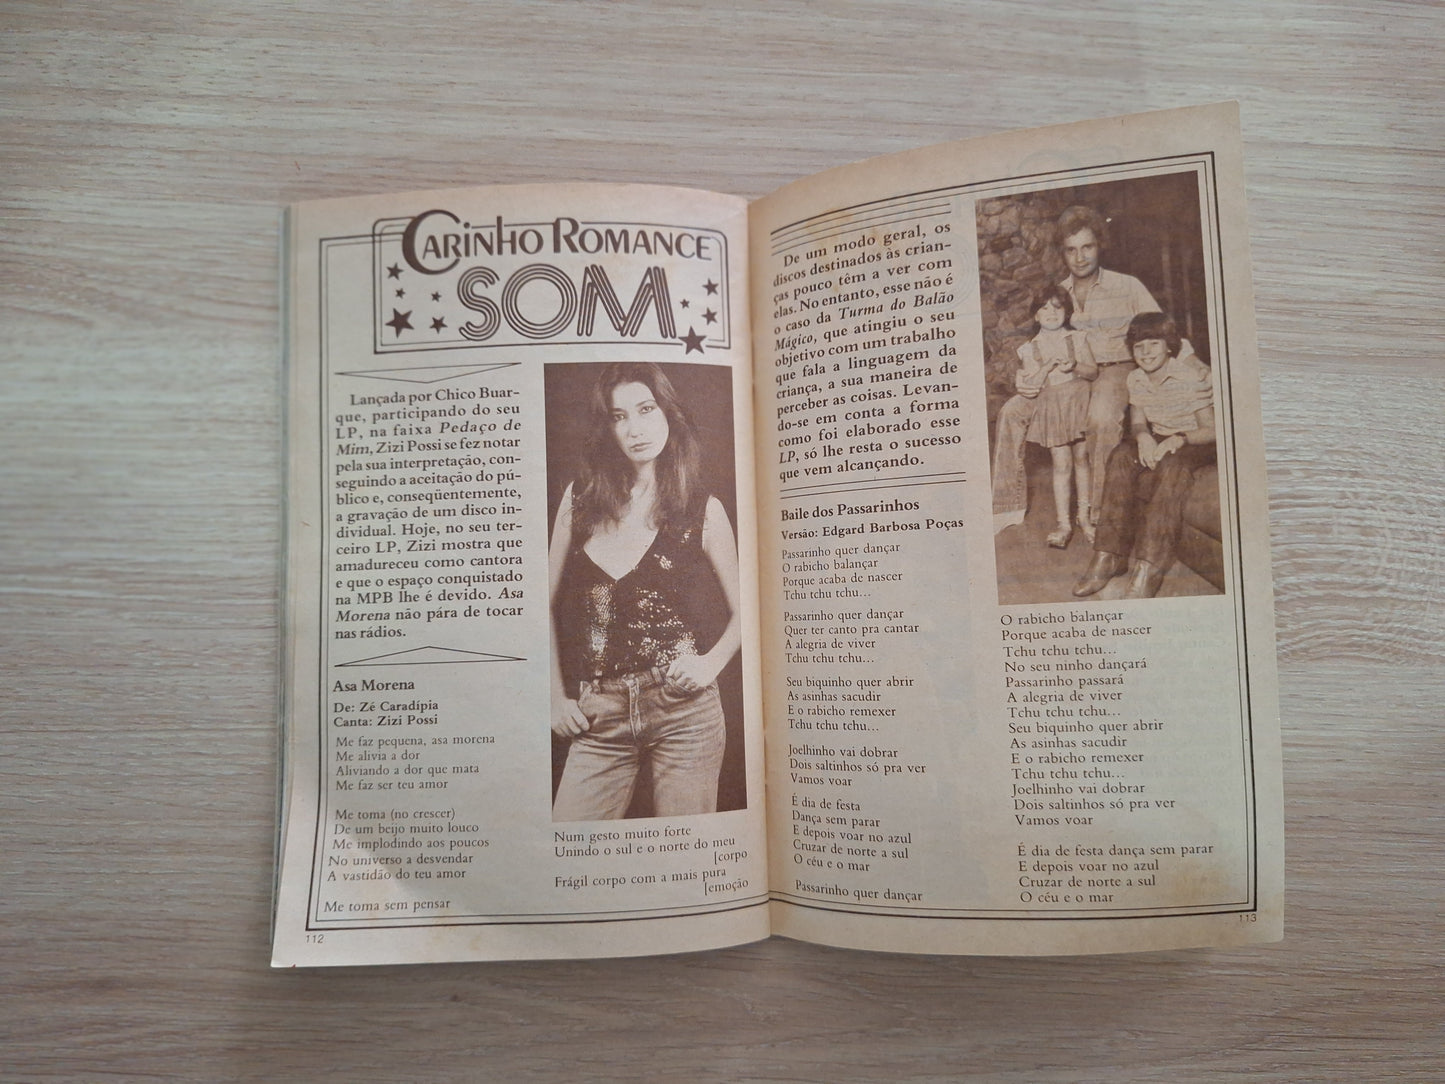 CARINHO ROMANCE
SOM
Lançada por Chico Buar-
que, participando do seu
LP, na faixa Pedaço de
Mim, Zizi Possi se fez notar
pela sua interpretação, con-
seguindo a aceitação do pú-
blico e, conseqüentemente,
a gravação de um disco in-
dividual. Hoje, no seu ter-
ceiro LP, Zizi mostra que
amadureceu como cantora
e que o espaço conquistado
na MPB lhe é devido. Asa
Morena não pára de tocar
nas rádios.
Asa Morena
De: Zé Caradípia
Canta: Zizi Possi
Me faz pequena, asa morena
Me alivia a dor
Aliviando a dor que mata
Me faz ser teu amor
Me toma (no crescer)
De um beijo muito louco
Me implodindo aos poucos
No universo a desvendar
A vastidão do teu amor
Me toma sem pensar
Num gesto muito forte
Unindo o sul e o norte do meu
[corpo
Frágil corpo com a mais pura
[emoção
112
De um modo geral, os
discos destinados às crian-
ças pouco têm a ver com
elas. No entanto, esse não é
o caso da Turma do Balão
Mágico, que atingiu o seu
objetivo com um trabalho
que fala a linguagem da
criança, a sua maneira de
perceber as coisas. Levan-
do-se em conta a forma
como foi elaborado esse
LP, só lhe resta o sucesso
que vem alcançando.
Baile dos Passarinhos
Versão: Edgard Barbosa Poças
Passarinho quer dançar
O rabicho balançar
Porque acaba de nascer
Tchu tchu tchu...
Passarinho quer dançar
Quer ter canto pra cantar
A alegria de viver
Tchu tchu tchu...
Seu biquinho quer abrir
As asinhas sacudir
E o rabicho remexer
Tchu tchu tchu...
Joelhinho vai dobrar
Dois saltinhos só pra ver
Vamos voar
É dia de festa
Dança sem parar
E depois voar no azul
Cruzar de norte a sul
O céu e o mar
Passarinho quer dançar
O rabicho balançar
Porque acaba de nascer
Tchu tchu tchu...
No seu ninho dançará
Passarinho passará
A alegria de viver
Tchu tchu tchu...
Seu biquinho quer abrir
As asinhas sacudir
E o rabicho remexer
Tchu tchu tchu...
Joelhinho vai dobrar
Dois saltinhos só pra ver
Vamos voar
É dia de festa dança sem parar
E depois voar no azul
Cruzar de norte a sul
O céu e o mar
113